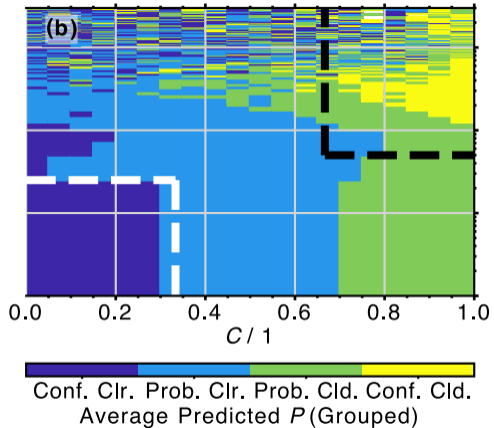 (b)
0.0 0.2 0.4 0.6 0.8 1.0
C / 1
Conf. Clr. Prob. Clr. Prob. Cld. Conf. Cld.
Average Predicted P (Grouped)